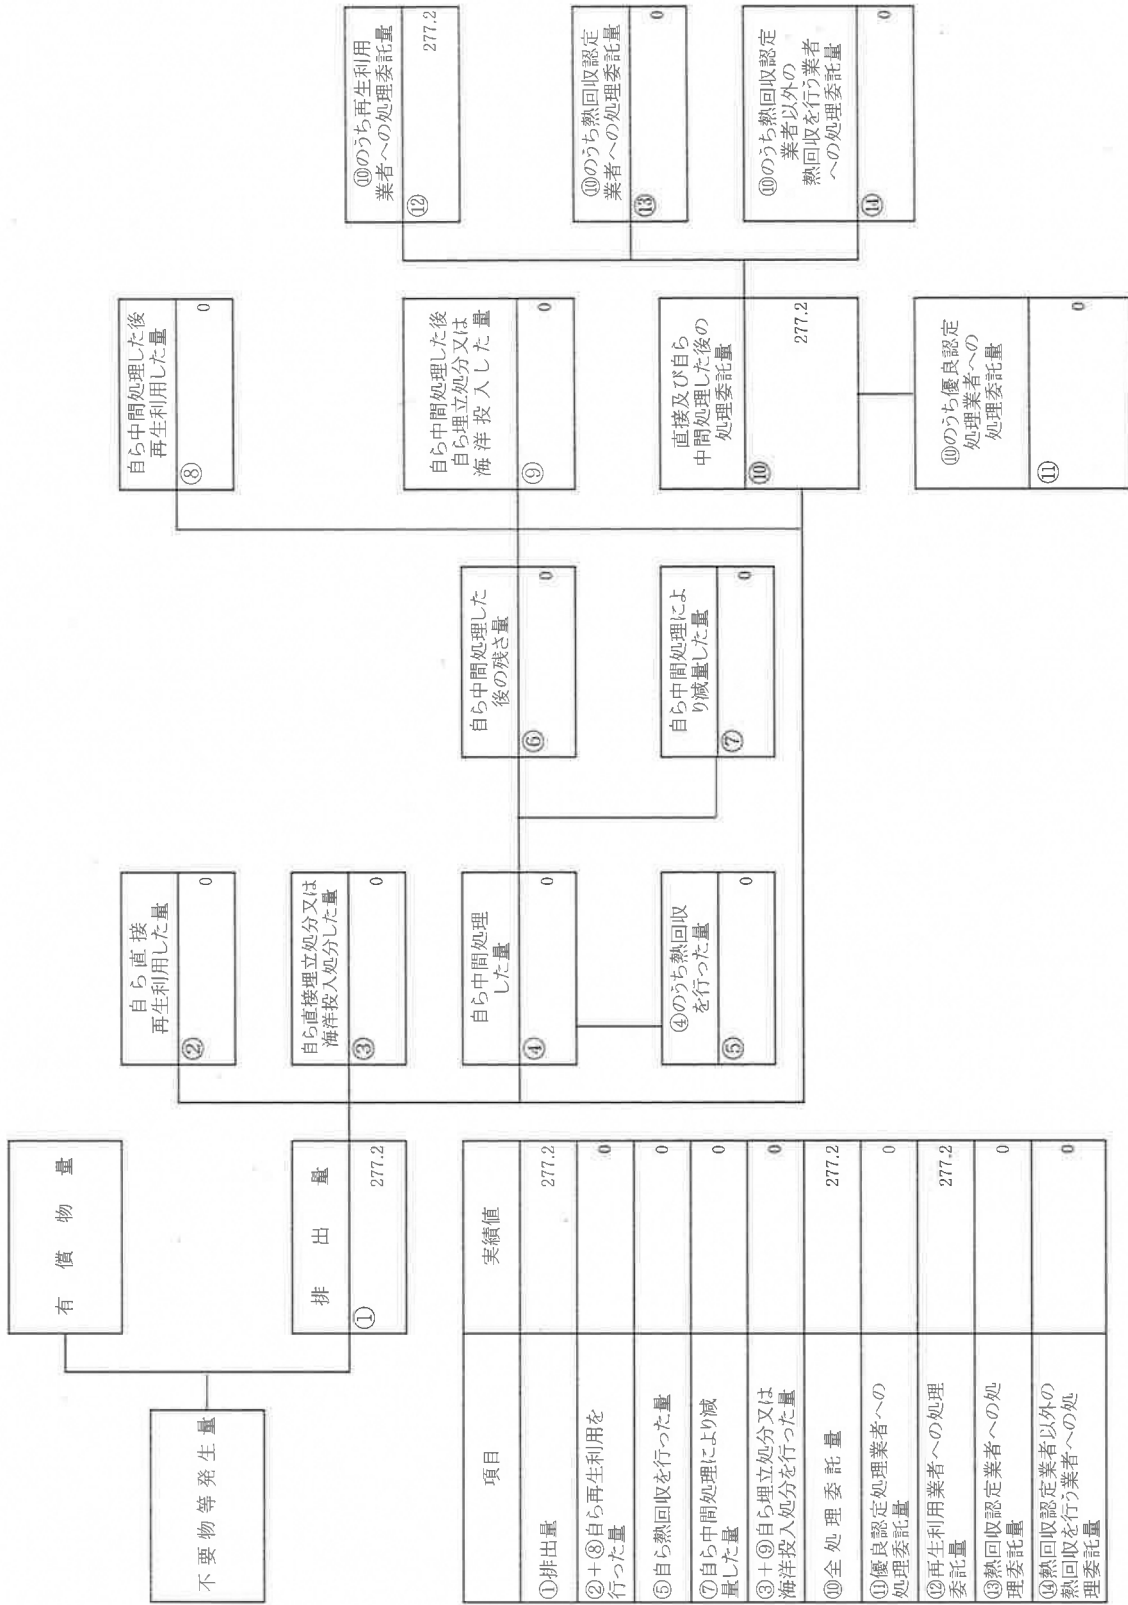 不要物等発生量
有償物量
排出量
①
277.2
自ら直接
再生利用した量
②
0
自ら直接埋立処分又は
海洋投入処分した量
③
0
自ら中間処理
した量
④
0
④のうち熱回収
を行った量
⑤
0
自ら中間処理した
後の残さ量
⑥
0
自ら中間処理によ
り減量した量
⑦
0
自ら中間処理した後
再生利用した量
⑧
0
自ら中間処理した後
自ら埋立処分又は
海洋投入した量
⑨
0
直接及び自ら
中間処理した後の
処理委託量
⑩
277.2
⑩のうち優良認定
処理業者への
処理委託量
⑪
0
⑩のうち再生利用
業者への処理委託量
⑫
277.2
⑩のうち熱回収認定
業者への処理委託量
⑬
0
⑩のうち熱回収認定
業者以外の
熱回収を行う業者
への処理委託量
⑭
0
項目 実績値
①排出量 277.2
②+⑧自ら再生利用を
行った量 0
⑤自ら熱回収を行った量 0
⑦自ら中間処理により減
量した量 0
③+⑨自ら埋立処分又は
海洋投入処分を行った量 0
⑩全処理委託量 277.2
⑪優良認定処理業者への
処理委託量 0
⑫再生利用業者への処理
委託量 277.2
⑬熱回収認定業者への処
理委託量 0
⑭熱回収認定業者以外の
熱回収を行う業者への処
理委託量 0